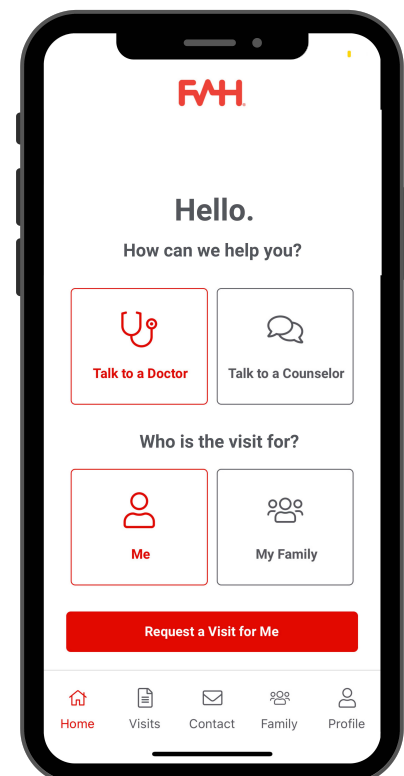 FAH.
Hello.
How can we help you?
Talk to a Doctor
Talk to a Counselor
Who is the visit for?
Me
My Family
Request a Visit for Me
Home
Visits
Contact
Family
Profile